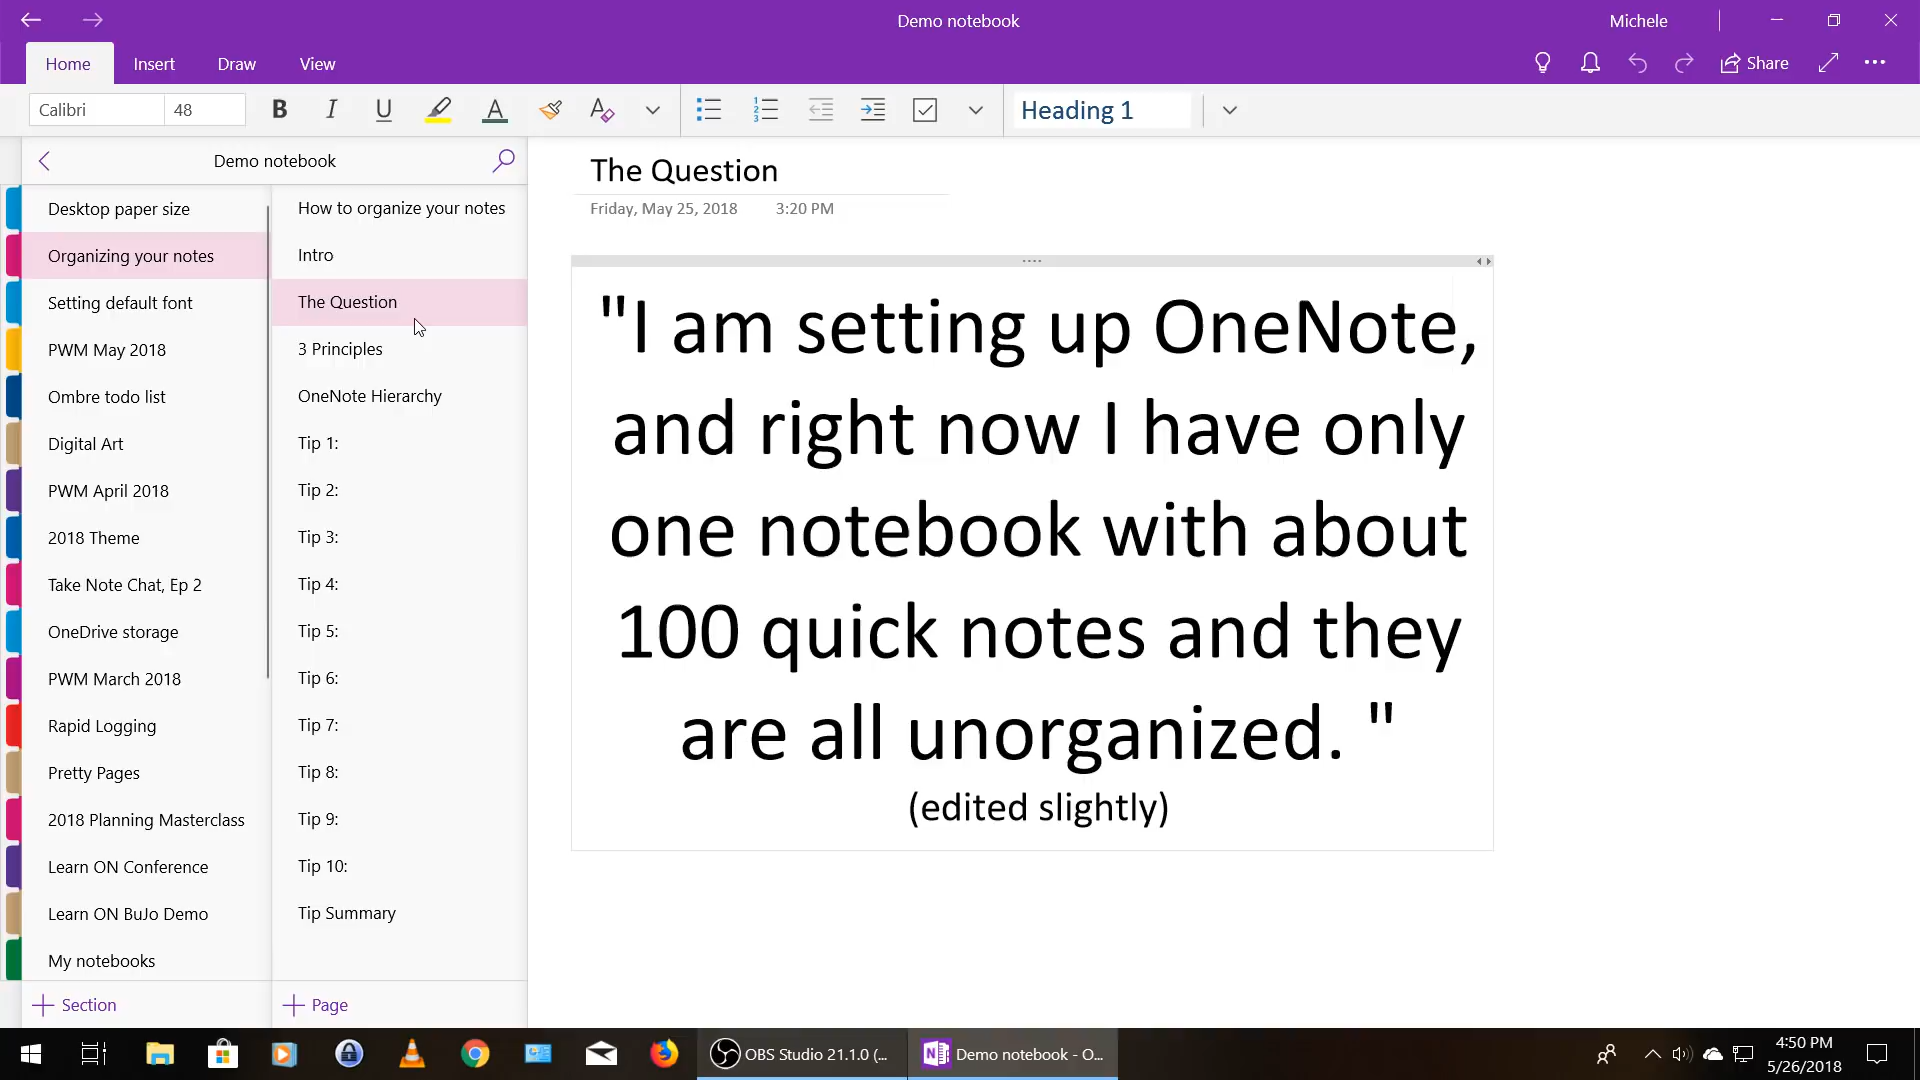 Demo notebook
Michele
Home
Insert
Draw
View
Share
Calibri
48
B
I
U
A
A
Heading 1
Demo notebook
Desktop paper size
Organizing your notes
Setting default font
PWM May 2018
Ombre todo list
Digital Art
PWM April 2018
2018 Theme
Take Note Chat, Ep 2
OneDrive storage
PWM March 2018
Rapid Logging
Pretty Pages
2018 Planning Masterclass
Learn ON Conference
Learn ON BuJo Demo
My notebooks
Section
How to organize your notes
Intro
The Question
3 Principles
OneNote Hierarchy
Tip 1:
Tip 2:
Tip 3:
Tip 4:
Tip 5:
Tip 6:
Tip 7:
Tip 8:
Tip 9:
Tip 10:
Tip Summary
Page
The Question
Friday, May 25, 2018 3:20 PM
"I am setting up OneNote,
and right now I have only
one notebook with about
100 quick notes and they
are all unorganized. "
(edited slightly)
OBS Studio 21.1.0 (...
Demo notebook - O...
4:50 PM
5/26/2018